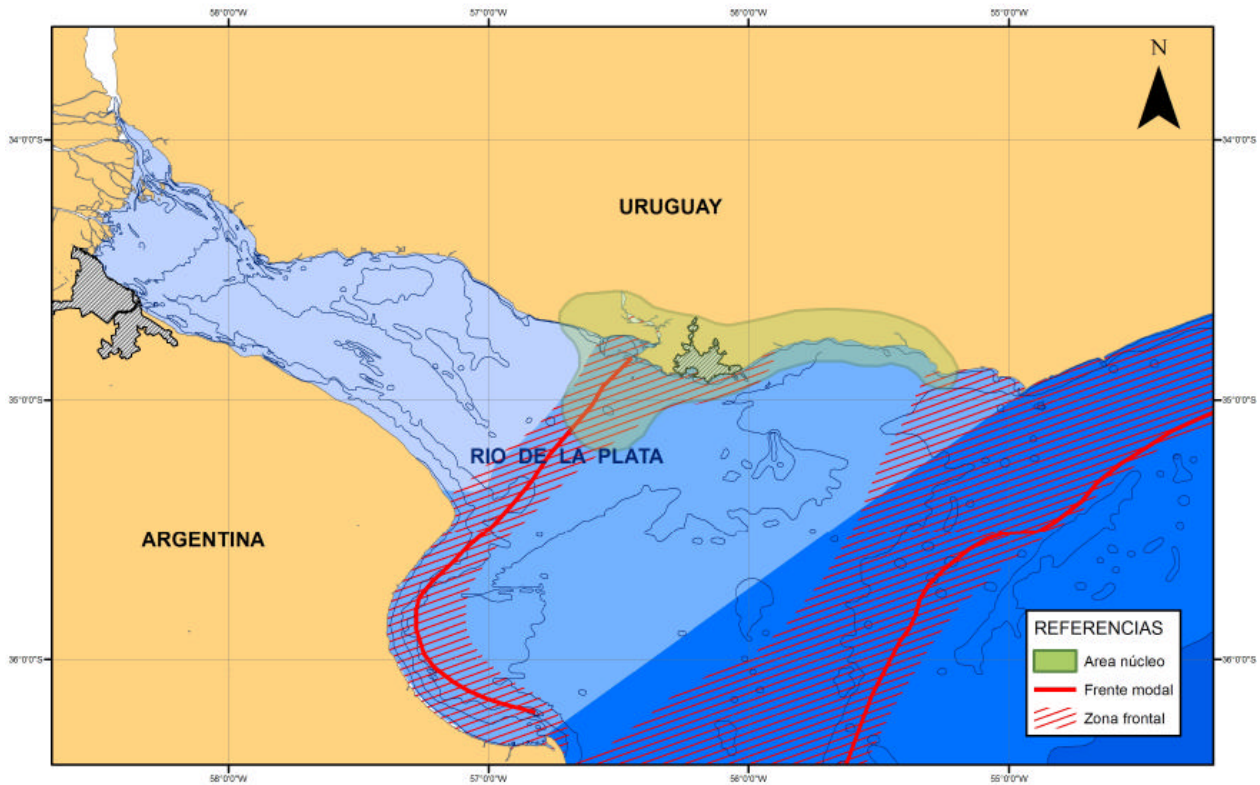 58°0'0"W 57°0'0"W 56°0'0"W 55°0'0"W
N
34°0'0"S 34°0'0"S
URUGUAY
35°0'0"S 35°0'0"S
RIO DE LA PLATA
ARGENTINA
REFERENCIAS
Area núcleo
Frente modal
Zona frontal
36°0'0"S 36°0'0"S
58°0'0"W 57°0'0"W 56°0'0"W 55°0'0"W